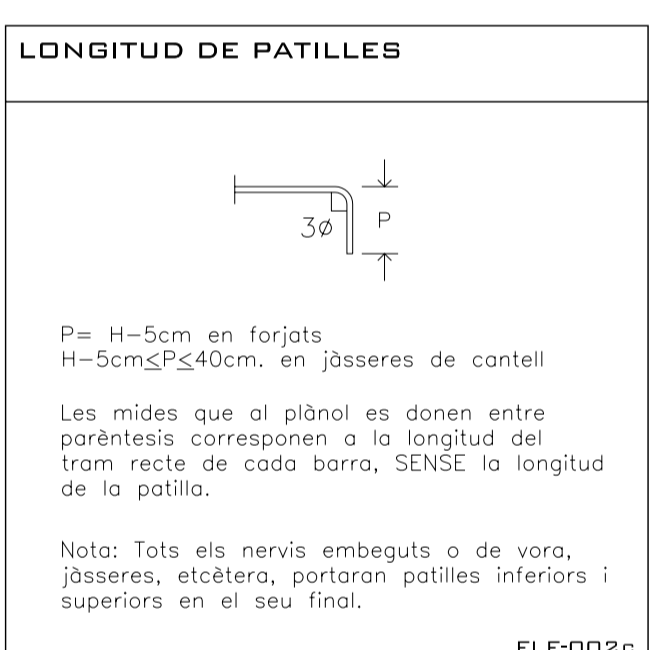 LONGITUD DE PATILLES
3ø
P
P= H-5cm en forjats
H-5cm≤P≤40cm. en jàsseres de cantell
Les mides que al plànol es donen entre
parèntesis corresponen a la longitud del
tram recte de cada barra, SENSE la longitud
de la patilla.
Nota: Tots els nervis embeguts o de vora,
jàsseres, etcètera, portaran patilles inferiors i
superiors en el seu final.